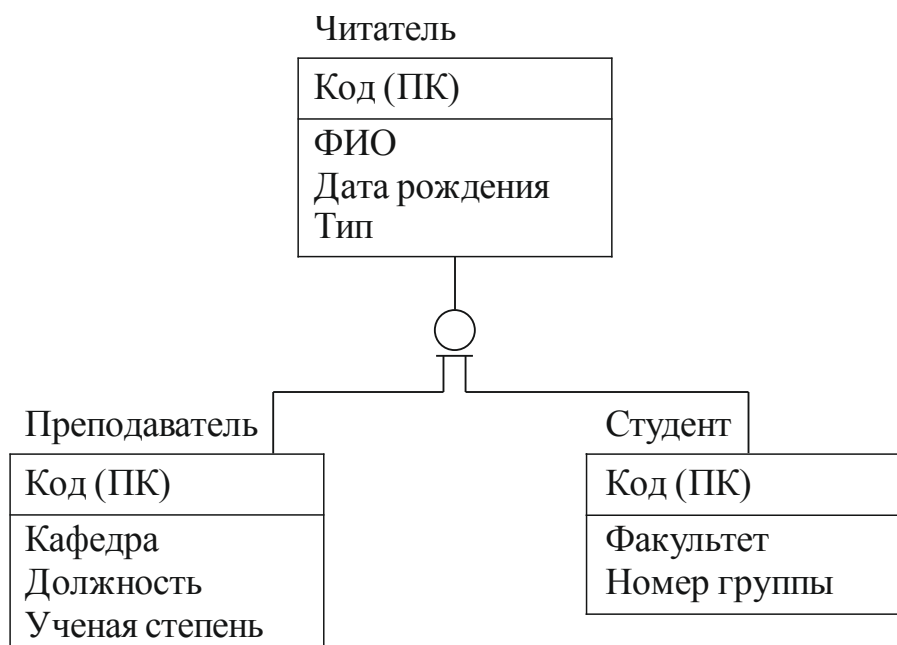 Читатель
Код (ПК)
ФИО
Дата рождения
Тип
Преподаватель
Код (ПК)
Кафедра
Должность
Ученая степень
Студент
Код (ПК)
Факультет
Номер группы